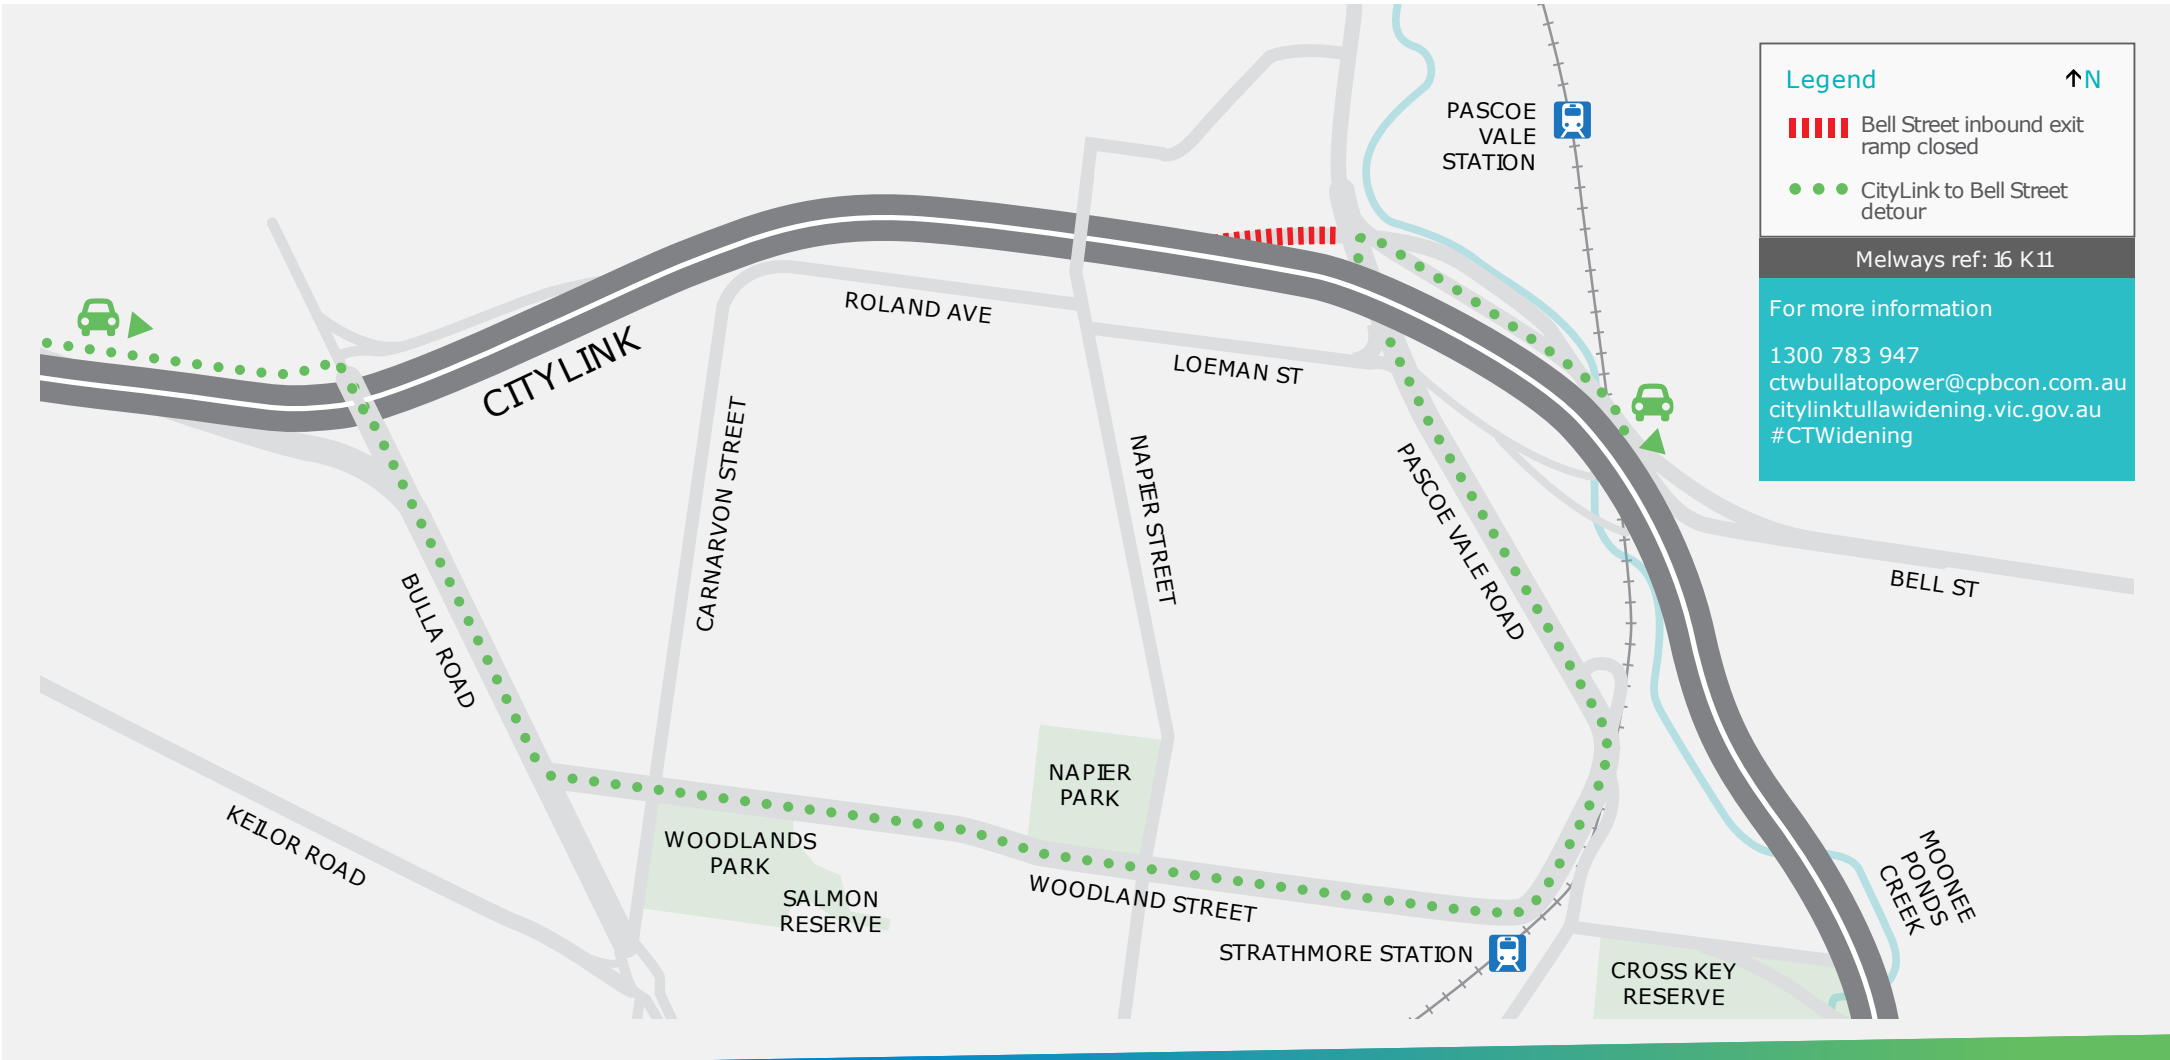 PASCOE
VALE
STATION
Legend
N
Bell Street inbound exit
ramp closed
CityLink to Bell Street
detour
Melways ref: 16 K11
For more information
1300 783 947
ctwbullatopower@cpbcon.com.au
citylinktullawidening.vic.gov.au
#CTWidening
ROLAND AVE
CITYLINK
LOEMAN ST
CARNARVON STREET
NAPIER STREET
PASCOE VALE ROAD
BELL ST
BULLA ROAD
NAPIER
PARK
KEILOR ROAD
WOODLANDS
PARK
SALMON
RESERVE
WOODLAND STREET
STRATHMORE STATION
MOONEE
PONDS
CREEK
CROSS KEY
RESERVE